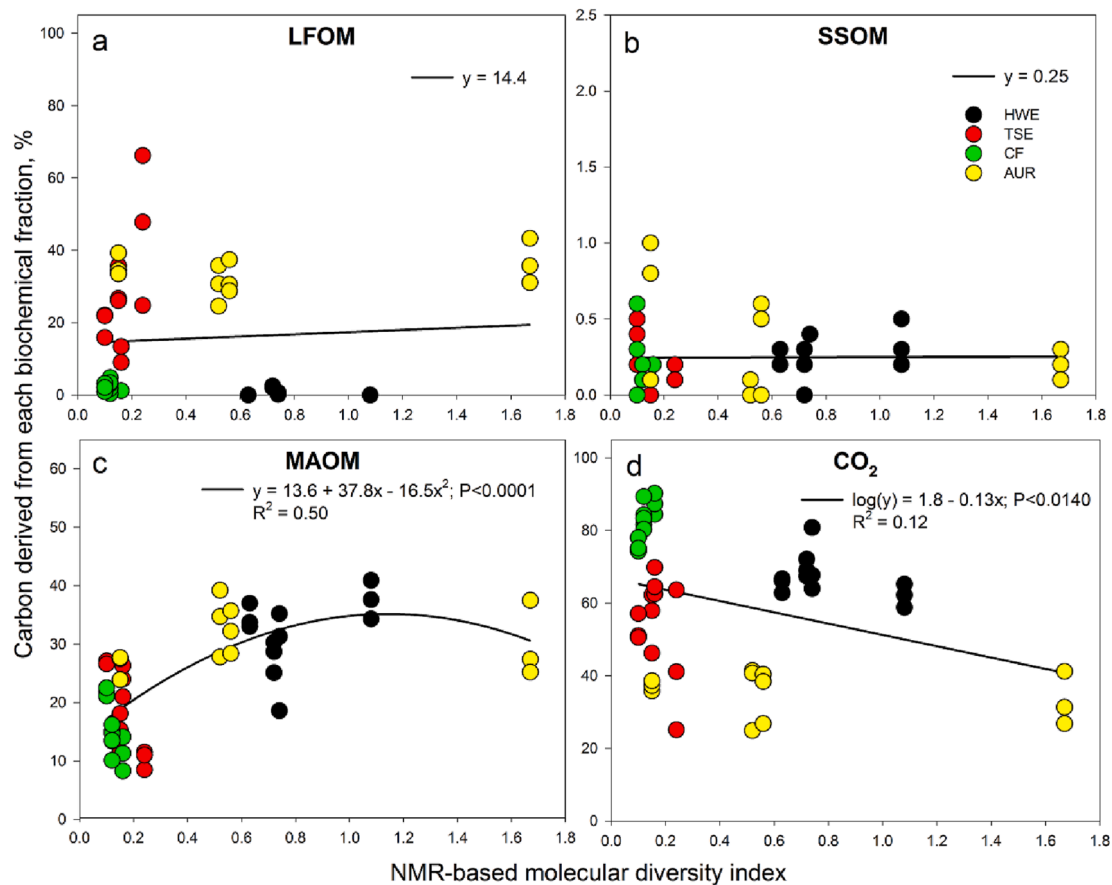 Carbon derived from each biochemical fraction, %
a
LFOM
y = 14.4
100
80
60
40
20
0
0.0 0.2 0.4 0.6 0.8 1.0 1.2 1.4 1.6 1.8
b
SSOM
y = 0.25
HWE
TSE
CF
AUR
2.5
2.0
1.5
1.0
0.5
0.0
0.0 0.2 0.4 0.6 0.8 1.0 1.2 1.4 1.6 1.8
c
MAOM
y = 13.6 + 37.8x - 16.5x²; P<0.0001
R² = 0.50
60
50
40
30
20
10
0
0.0 0.2 0.4 0.6 0.8 1.0 1.2 1.4 1.6 1.8
d
CO₂
log(y) = 1.8 - 0.13x; P<0.0140
R² = 0.12
100
80
60
40
20
0
0.0 0.2 0.4 0.6 0.8 1.0 1.2 1.4 1.6 1.8
NMR-based molecular diversity index